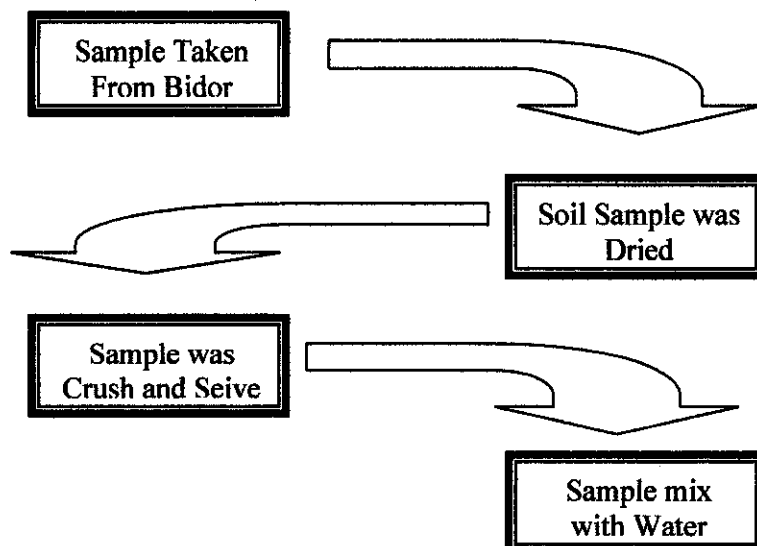 Sample Taken
From Bidor
Soil Sample was
Dried
Sample was
Crush and Seive
Sample mix
with Water